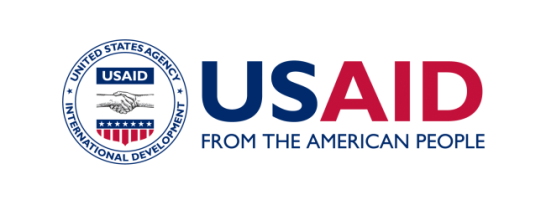 UNITED STATES AGENCY
USAID
INTERNATIONAL DEVELOPMENT
USAID
FROM THE AMERICAN PEOPLE